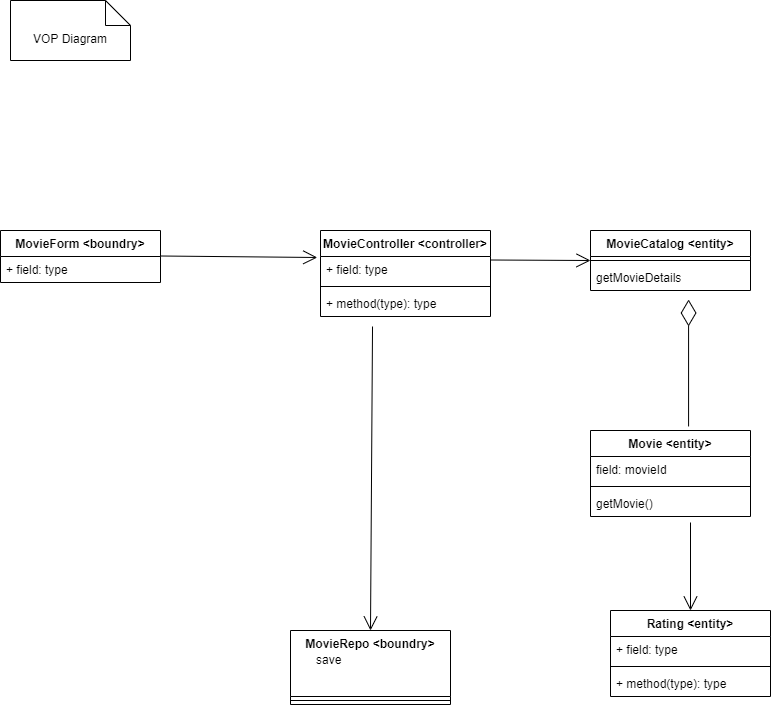 VOP Diagram
MovieForm <boundry>
+ field: type
MovieController <controller>
+ field: type
+ method(type): type
MovieCatalog <entity>
getMovieDetails
Movie <entity>
field: movieId
getMovie()
MovieRepo <boundry>
save
Rating <entity>
+ field: type
+ method(type): type